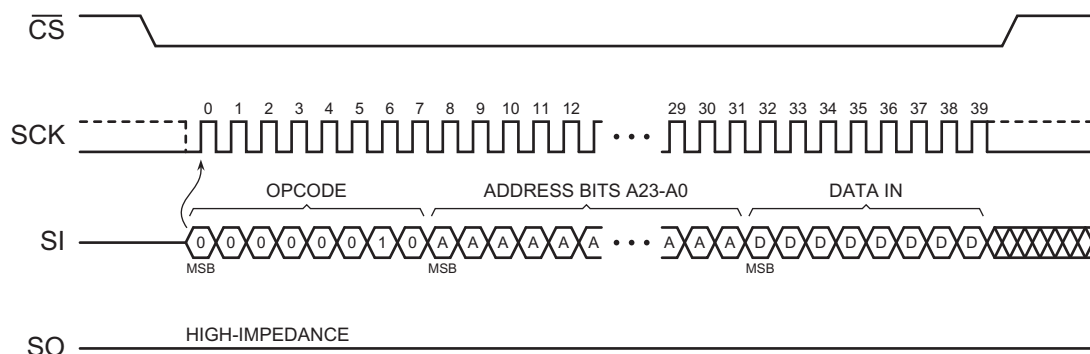 CS
0 1 2 3 4 5 6 7 8 9 10 11 12 29 30 31 32 33 34 35 36 37 38 39
SCK
OPCODE ADDRESS BITS A23-A0 DATA IN
SI 0 0 0 0 0 0 1 0 A A A A A A A A A D D D D D D D D
MSB MSB MSB
HIGH-IMPEDANCE
SO